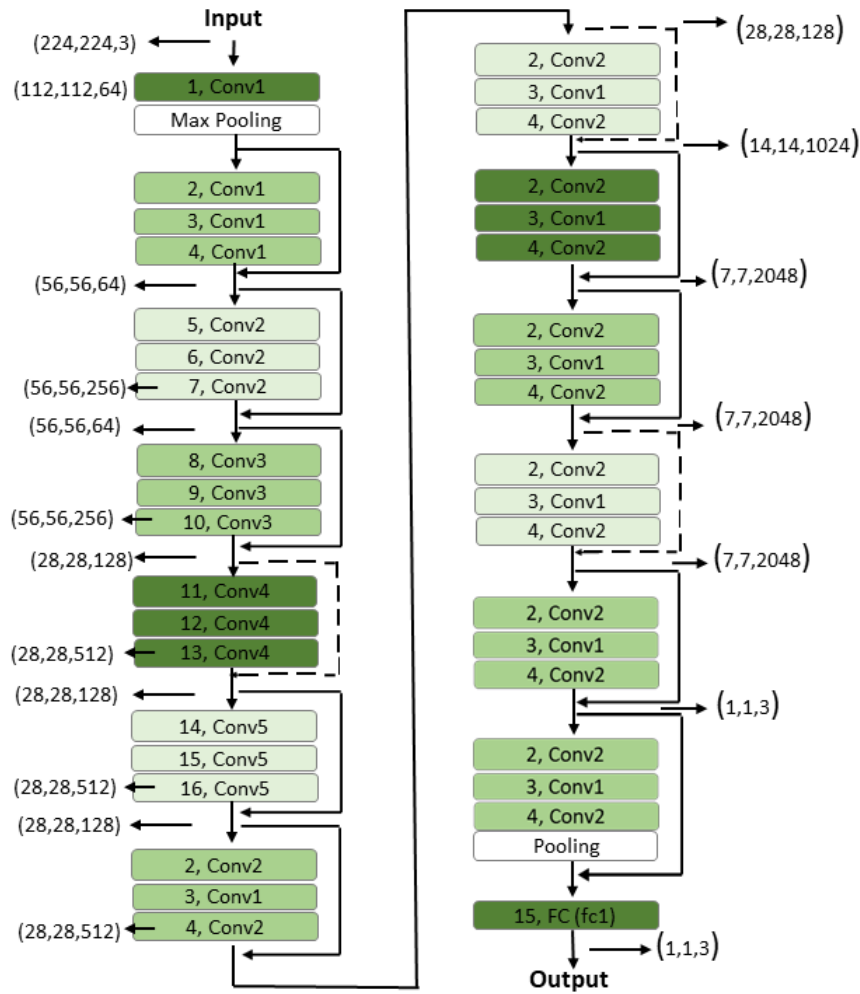 Input
(224,224,3)
(112,112,64)
1, Conv1
Max Pooling
2, Conv1
3, Conv1
4, Conv1
(56,56,64)
5, Conv2
6, Conv2
(56,56,256)
7, Conv2
(56,56,64)
8, Conv3
9, Conv3
(56,56,256)
10, Conv3
(28,28,128)
11, Conv4
12, Conv4
(28,28,512)
13, Conv4
(28,28,128)
14, Conv5
15, Conv5
(28,28,512)
16, Conv5
(28,28,128)
2, Conv2
3, Conv1
(28,28,512)
4, Conv2
(28,28,128)
2, Conv2
3, Conv1
4, Conv2
(14,14,1024)
2, Conv2
3, Conv1
4, Conv2
(7,7,2048)
2, Conv2
3, Conv1
4, Conv2
(7,7,2048)
2, Conv2
3, Conv1
4, Conv2
(7,7,2048)
2, Conv2
3, Conv1
4, Conv2
(1,1,3)
2, Conv2
3, Conv1
4, Conv2
Pooling
15, FC (fc1)
(1,1,3)
Output